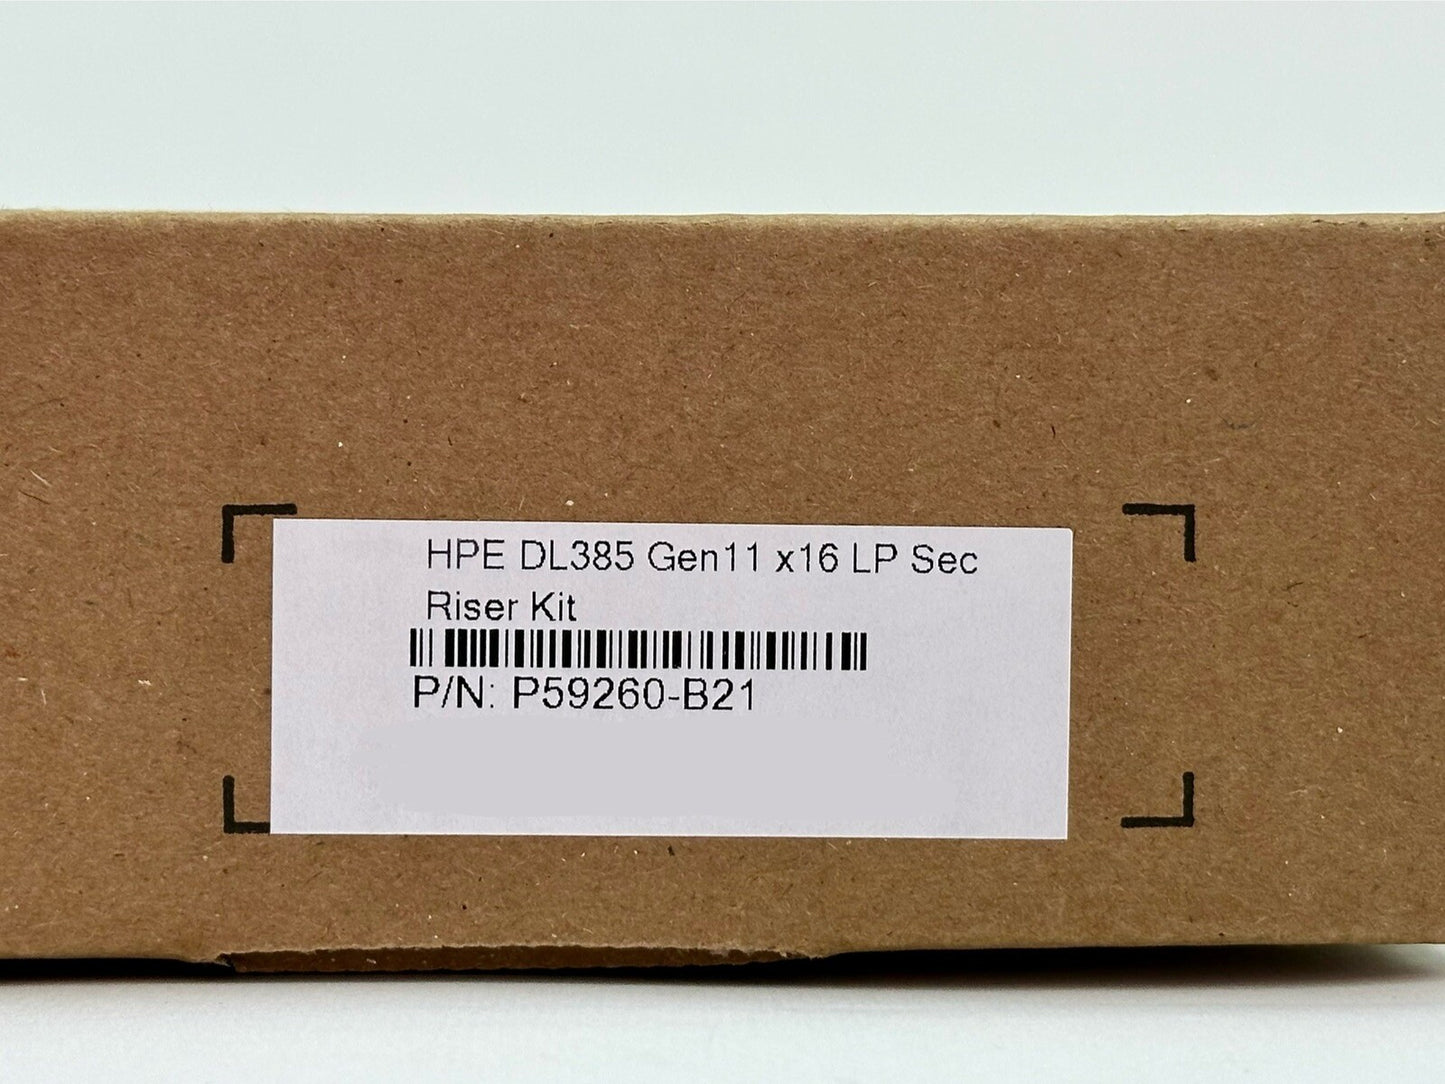 HPE DL385 Gen11 x16 LP Sec
Riser Kit
P/N: P59260-B21